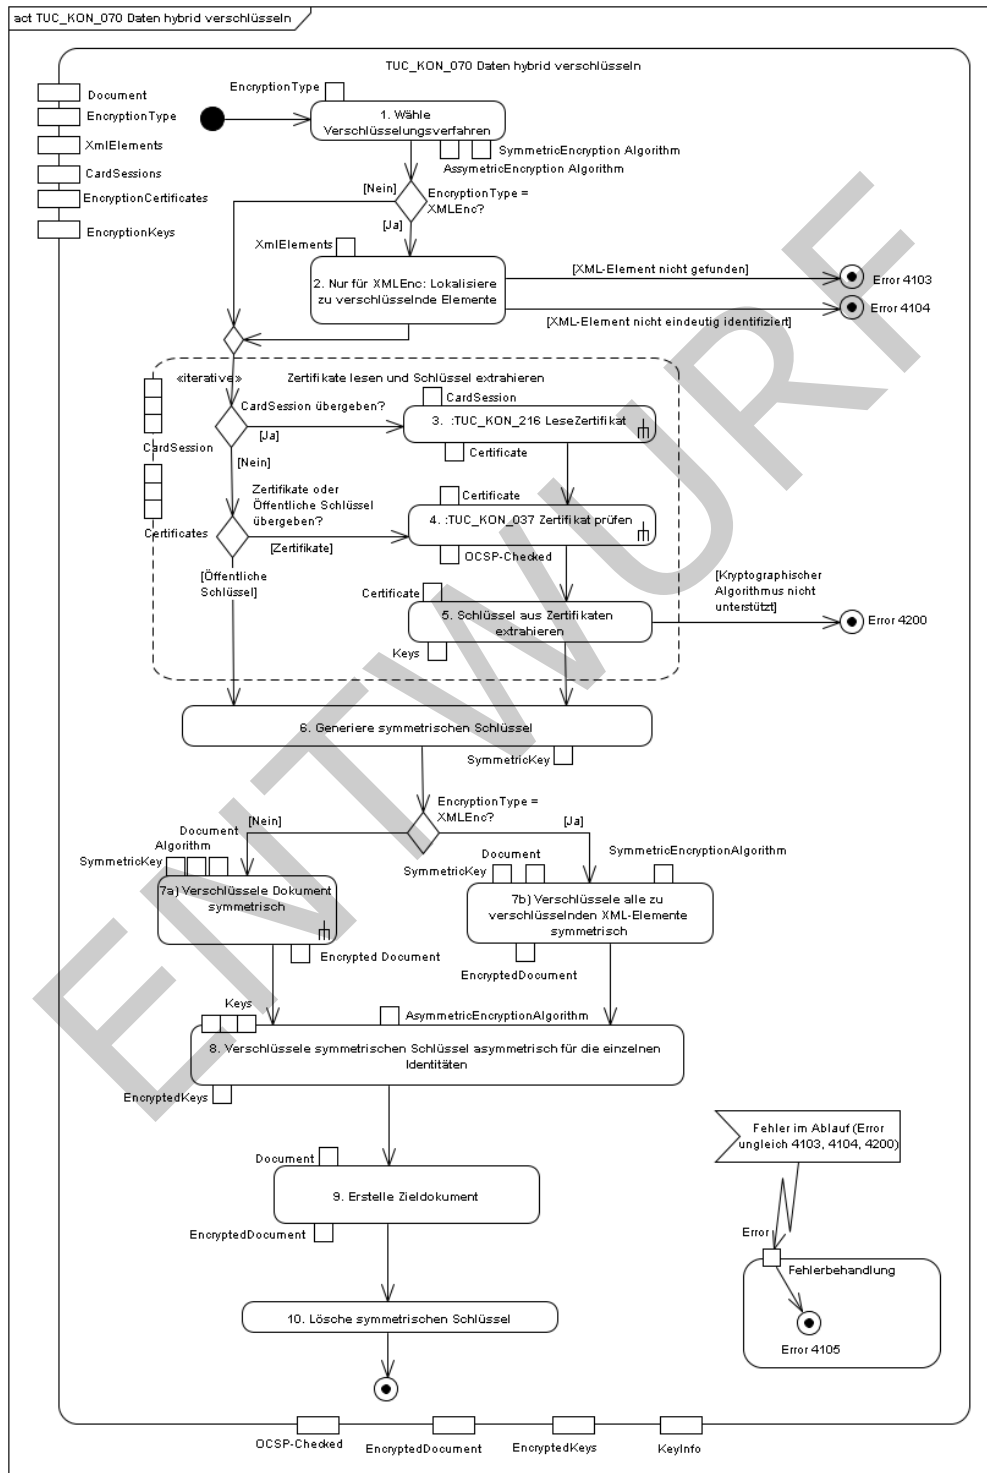 act TUC_KON_070 Daten hybrid verschlüsseln
TUC_KON_070 Daten hybrid verschlüsseln
Document
EncryptionType
XmlElements
CardSessions
EncryptionCertificates
EncryptionKeys
EncryptionType
1. Wähle
Verschlüsselungsverfahren
SymmetricEncryption Algorithm
AssymetricEncryption Algorithm
[Nein]
EncryptionType =
XMLEnc?
[Ja]
XmlElements
2. Nur für XMLEnc: Lokalisiere
zu verschlüsselnde Elemente
[XML-Element nicht gefunden]
Error 4103
[XML-Element nicht eindeutig identifiziert]
Error 4104
«iterative»
Zertifikate lesen und Schlüssel extrahieren
CardSession übergeben?
CardSession
3. :TUC_KON_216 LeseZertifikat
[Ja]
CardSession
Certificate
[Nein]
Zertifikate oder
Öffentliche Schlüssel
übergeben?
Certificate
4. :TUC_KON_037 Zertifikat prüfen
Certificates
[Zertifikate]
OCSP-Checked
[Öffentliche
Schlüssel]
[Kryptographischer
Algorithmus nicht
unterstützt]
Certificate
5. Schlüssel aus Zertifikaten
extrahieren
Error 4200
Keys
6. Generiere symmetrischen Schlüssel
SymmetricKey
EncryptionType =
XMLEnc?
[Nein]
[Ja]
Document
Algorithm
SymmetricKey
7a) Verschlüssele Dokument
symmetrisch
Encrypted Document
Document
SymmetricKey
SymmetricEncryptionAlgorithm
7b) Verschlüssele alle zu
verschlüsselnden XML-Elemente
symmetrisch
EncryptedDocument
Keys
AsymmetricEncryptionAlgorithm
8. Verschlüssele symmetrischen Schlüssel asymmetrisch für die einzelnen
Identitäten
EncryptedKeys
Document
9. Erstelle Zieldokument
EncryptedDocument
10. Lösche symmetrischen Schlüssel
Fehler im Ablauf (Error
ungleich 4103, 4104, 4200)
Error
Fehlerbehandlung
Error 4105
OCSP-Checked
EncryptedDocument
EncryptedKeys
KeyInfo
ENTWURF